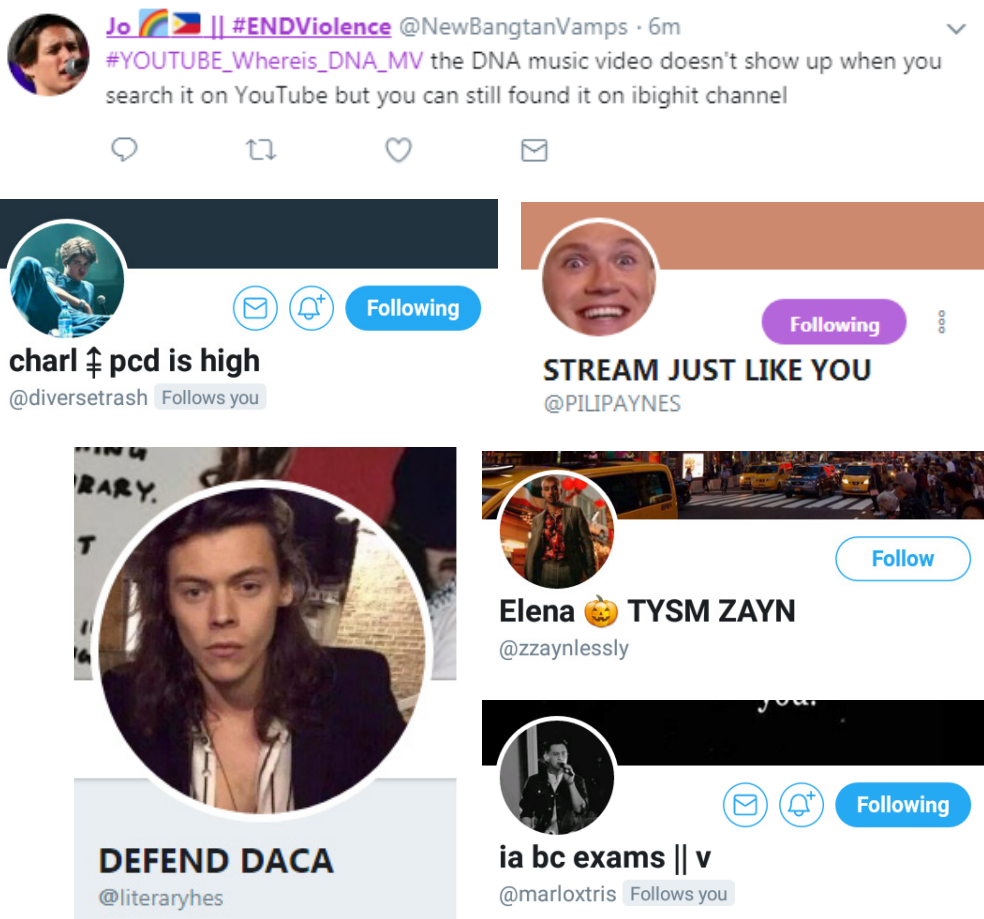 Jo 🌈🇵🇭 || #ENDViolence @NewBangtanVamps · 6m
#YOUTUBE_Whereis_DNA_MV the DNA music video doesn't show up when you
search it on YouTube but you can still found it on ibighit channel
Following
charl ⤉ pcd is high
@diversetrash Follows you
Following
STREAM JUST LIKE YOU
@PILIPAYNES
RARY.
T
DEFEND DACA
@literaryhes
Follow
Elena 🎃 TYSM ZAYN
@zzaynlessly
you.
Following
ia bc exams || v
@marloxtris Follows you